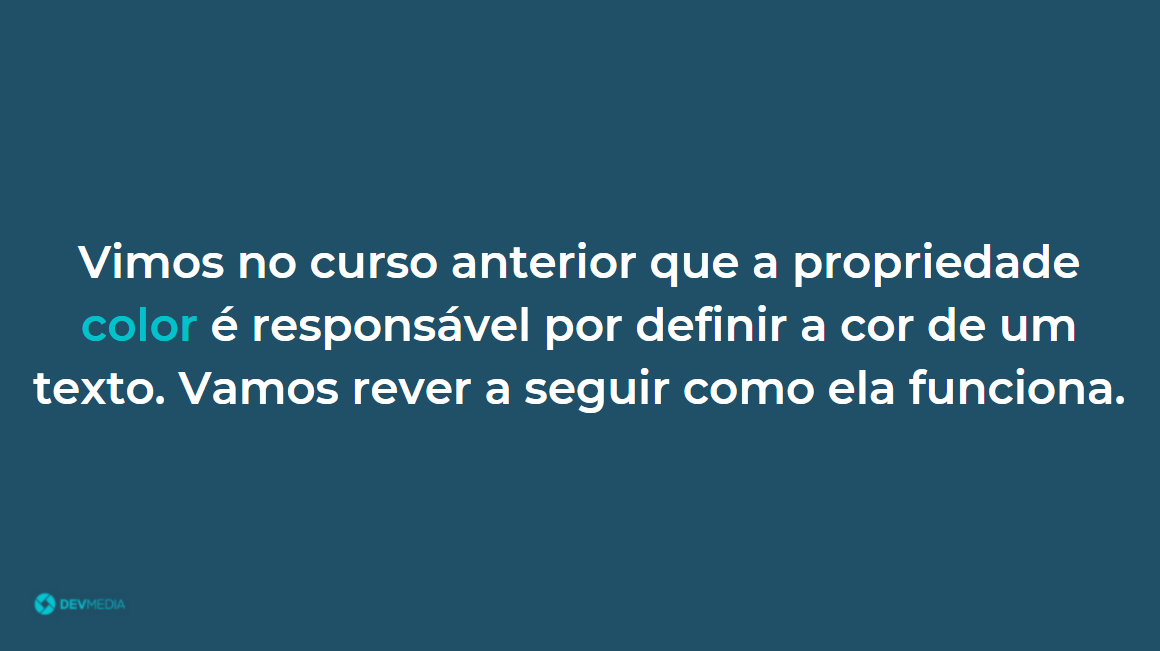 Vimos no curso anterior que a propriedade
color é responsável por definir a cor de um
texto. Vamos rever a seguir como ela funciona.
DEVMEDIA